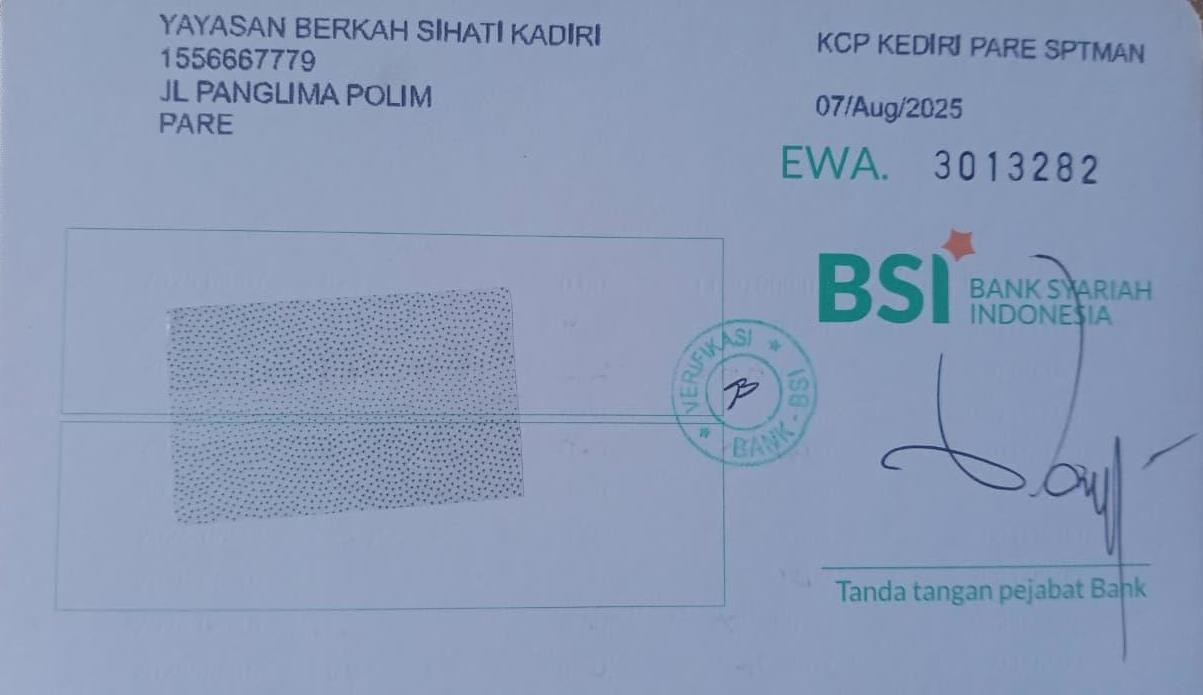 YAYASAN BERKAH SIHATI KADIRI
1556667779
JL PANGLIMA POLIM
PARE
KCP KEDIRI PARE SPTMAN
07/Aug/2025
EWA. 3013282
BSI BANK SYARIAH
INDONESIA
VERIFIKASI
BANK - BSI
Tanda tangan pejabat Bank